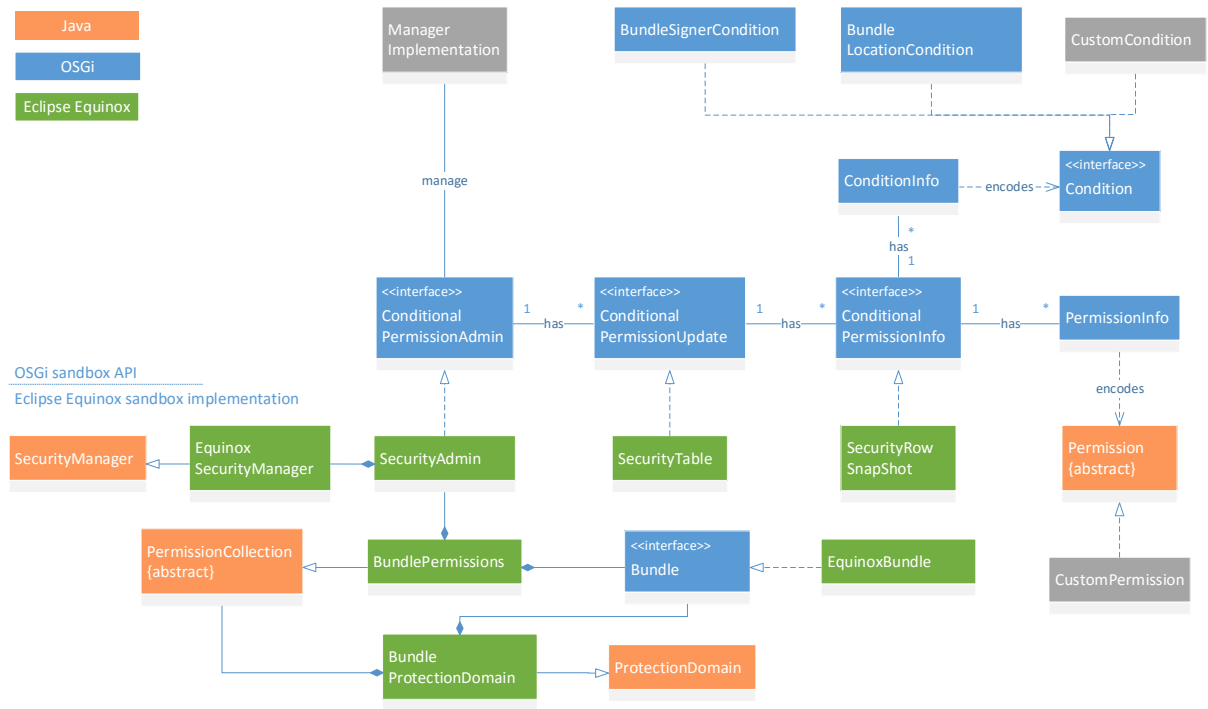 Java
OSGi
Eclipse Equinox
Manager
Implementation
BundleSignerCondition
Bundle
LocationCondition
CustomCondition
manage
ConditionInfo
encodes
<<interface>>
Condition
*
has
1
<<interface>>
Conditional
PermissionAdmin
1
has
*
<<interface>>
Conditional
PermissionUpdate
1
has
*
<<interface>>
Conditional
PermissionInfo
1
has
*
PermissionInfo
OSGi sandbox API
Eclipse Equinox sandbox implementation
encodes
SecurityManager
Equinox
SecurityManager
SecurityAdmin
SecurityTable
SecurityRow
SnapShot
Permission
{abstract}
PermissionCollection
{abstract}
BundlePermissions
<<interface>>
Bundle
EquinoxBundle
CustomPermission
Bundle
ProtectionDomain
ProtectionDomain